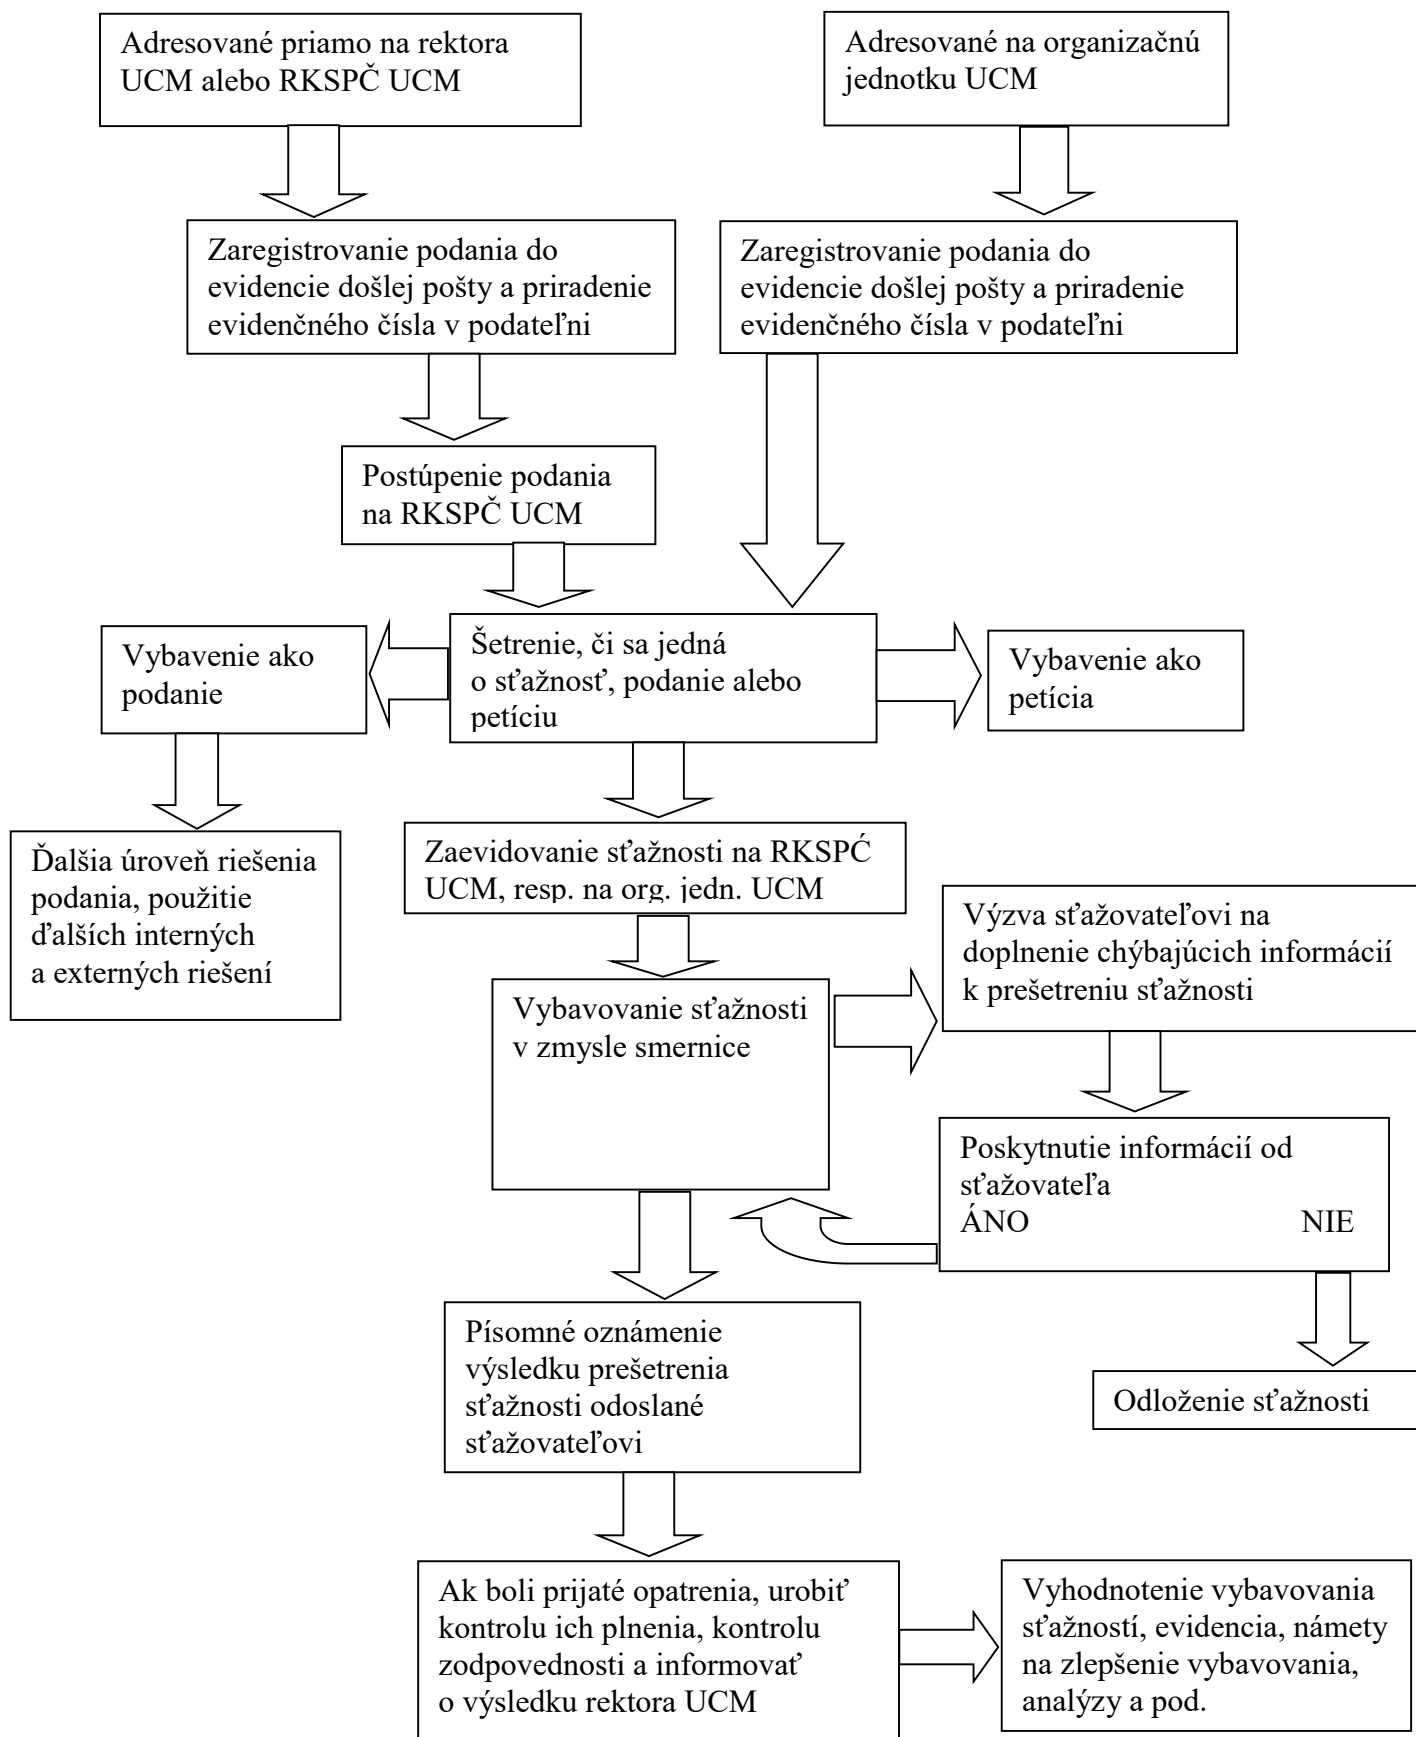 Adresované priamo na rektora
UCM alebo RKSPČ UCM
Adresované na organizačnú
jednotku UCM
Zaregistrovanie podania do
evidencie došlej pošty a priradenie
evidenčného čísla v podateľni
Zaregistrovanie podania do
evidencie došlej pošty a priradenie
evidenčného čísla v podateľni
Postúpenie podania
na RKSPČ UCM
Vybavenie ako
podanie
Šetrenie, či sa jedná
o sťažnosť, podanie alebo
petíciu
Vybavenie ako
petícia
Ďalšia úroveň riešenia
podania, použitie
ďalších interných
a externých riešení
Zaevidovanie sťažnosti na RKSPĆ
UCM, resp. na org. jedn. UCM
Výzva sťažovateľovi na
doplnenie chýbajúcich informácií
k prešetreniu sťažnosti
Vybavovanie sťažnosti
v zmysle smernice
Poskytnutie informácií od
sťažovateľa
ÁNO NIE
Písomné oznámenie
výsledku prešetrenia
sťažnosti odoslané
sťažovateľovi
Odloženie sťažnosti
Ak boli prijaté opatrenia, urobiť
kontrolu ich plnenia, kontrolu
zodpovednosti a informovať
o výsledku rektora UCM
Vyhodnotenie vybavovania
sťažností, evidencia, námety
na zlepšenie vybavovania,
analýzy a pod.